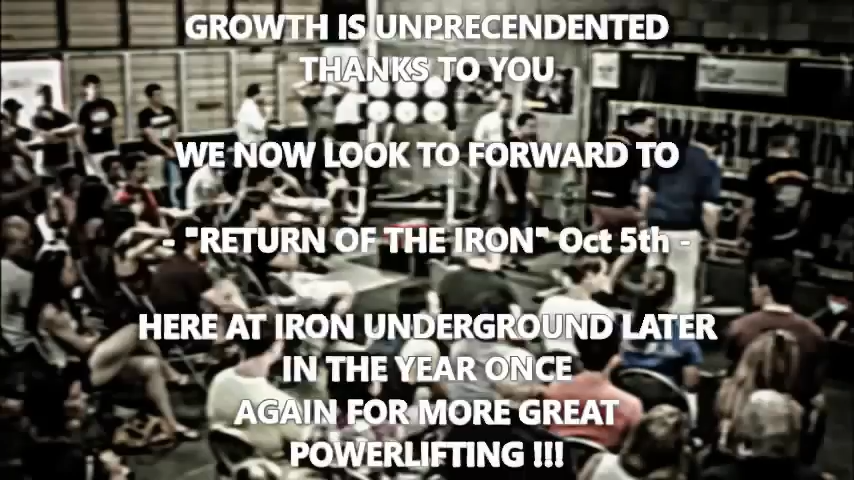 GROWTH IS UNPRECENDENTED
THANKS TO YOU
WE NOW LOOK TO FORWARD TO
- "RETURN OF THE IRON" Oct 5th -
HERE AT IRON UNDERGROUND LATER
IN THE YEAR ONCE
AGAIN FOR MORE GREAT
POWERLIFTING !!!